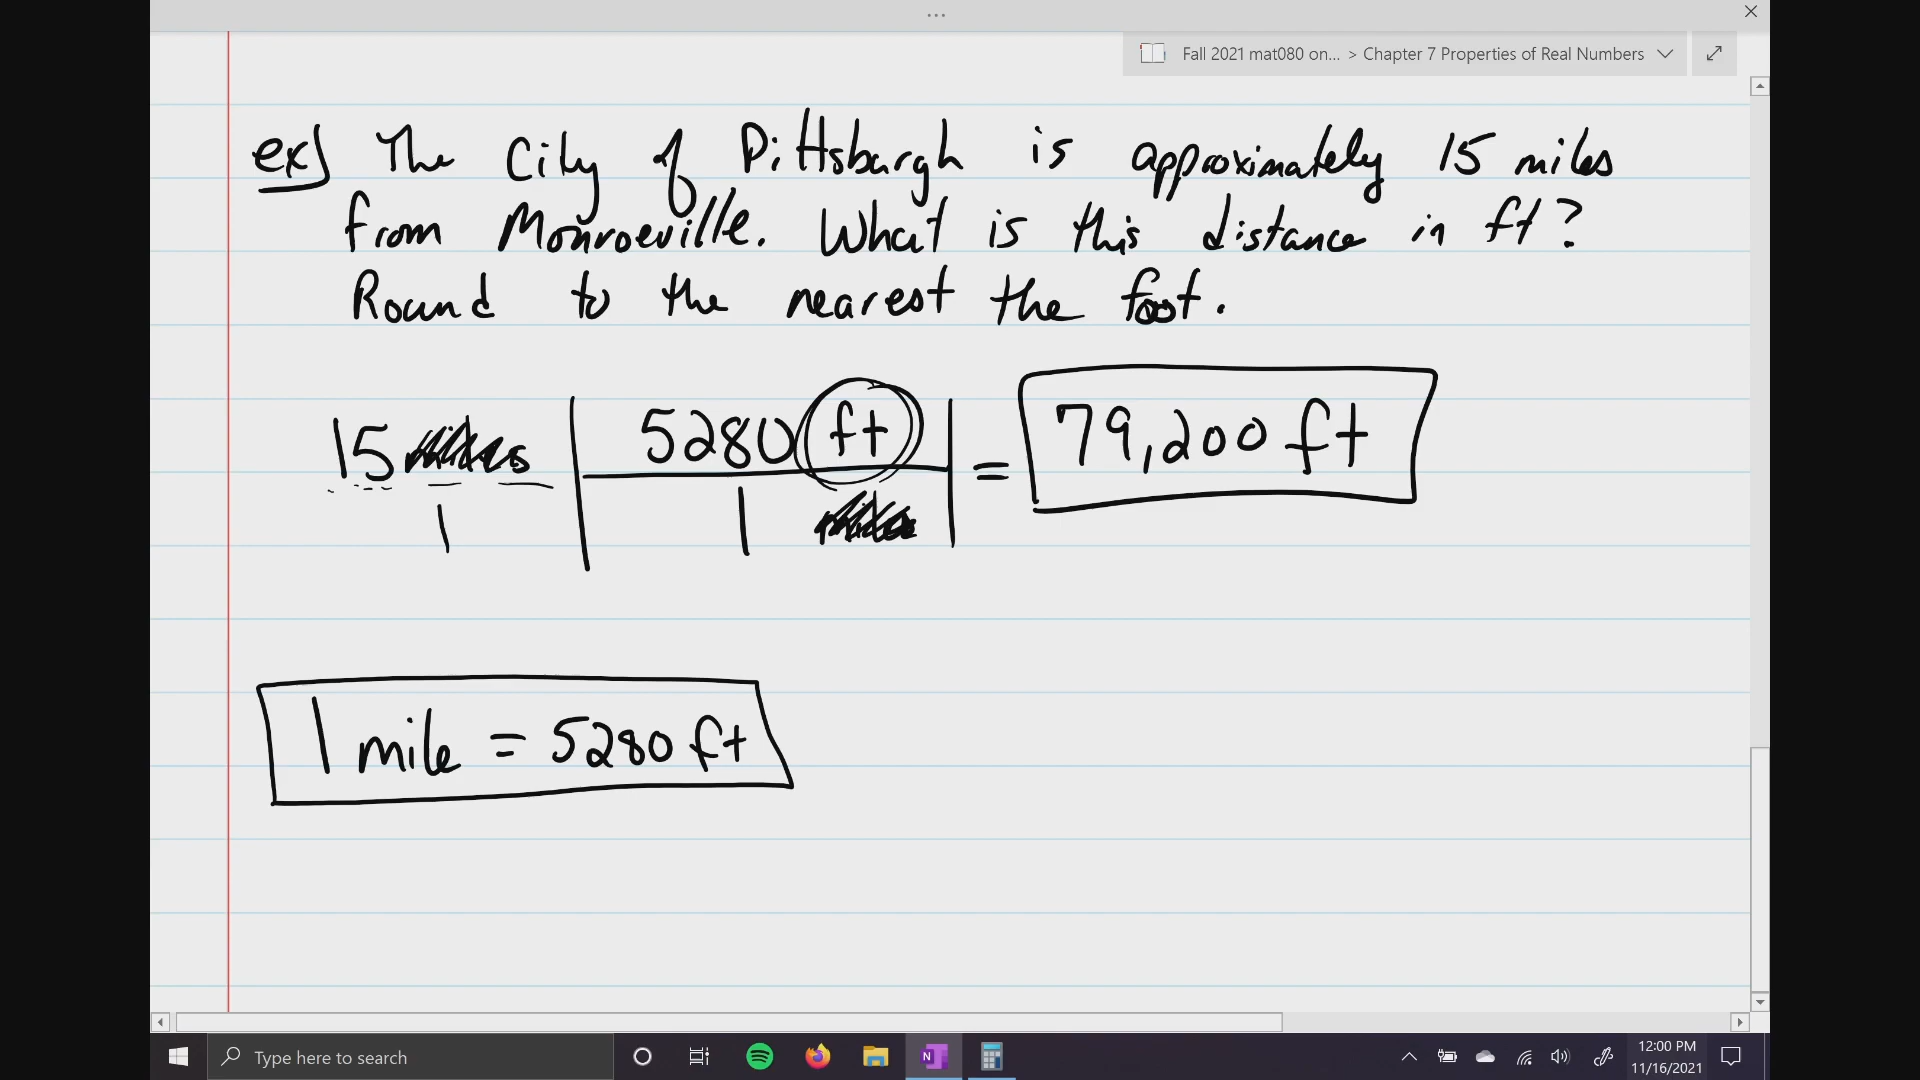 ...
Fall 2021 mat080 on... > Chapter 7 Properties of Real Numbers
ex) The City of Pittsburgh is approximately 15 miles
from Monroeville. What is this distance in ft?
Round to the nearest the foot.
15 miles | 5280 ft | = 79,200 ft
1 | 1 mile |
1 mile = 5280 ft
Type here to search
12:00 PM
11/16/2021